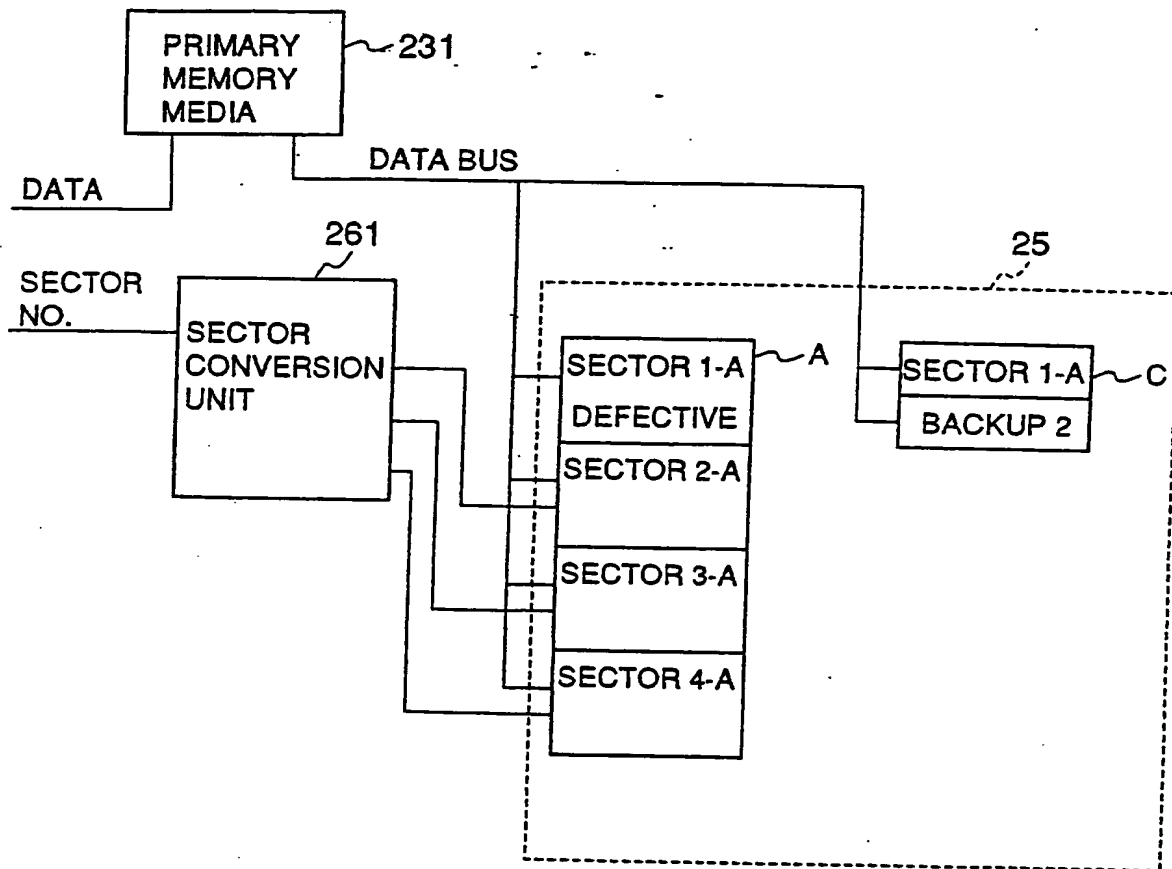 PRIMARY
MEMORY
MEDIA
231
DATA BUS
DATA
261
25
SECTOR
NO.
SECTOR
CONVERSION
UNIT
SECTOR 1-A
DEFECTIVE
A
SECTOR 1-A
C
BACKUP 2
SECTOR 2-A
SECTOR 3-A
SECTOR 4-A